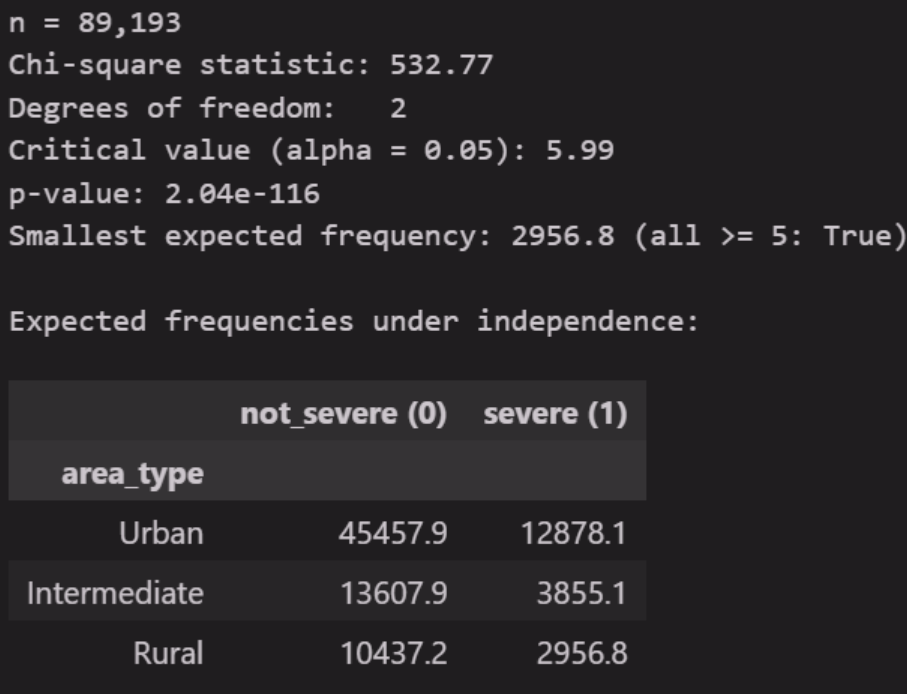 n = 89,193
Chi-square statistic: 532.77
Degrees of freedom:   2
Critical value (alpha = 0.05): 5.99
p-value: 2.04e-116
Smallest expected frequency: 2956.8 (all >= 5: True)
Expected frequencies under independence:
not_severe (0) severe (1)
area_type
Urban 45457.9 12878.1
Intermediate 13607.9 3855.1
Rural 10437.2 2956.8